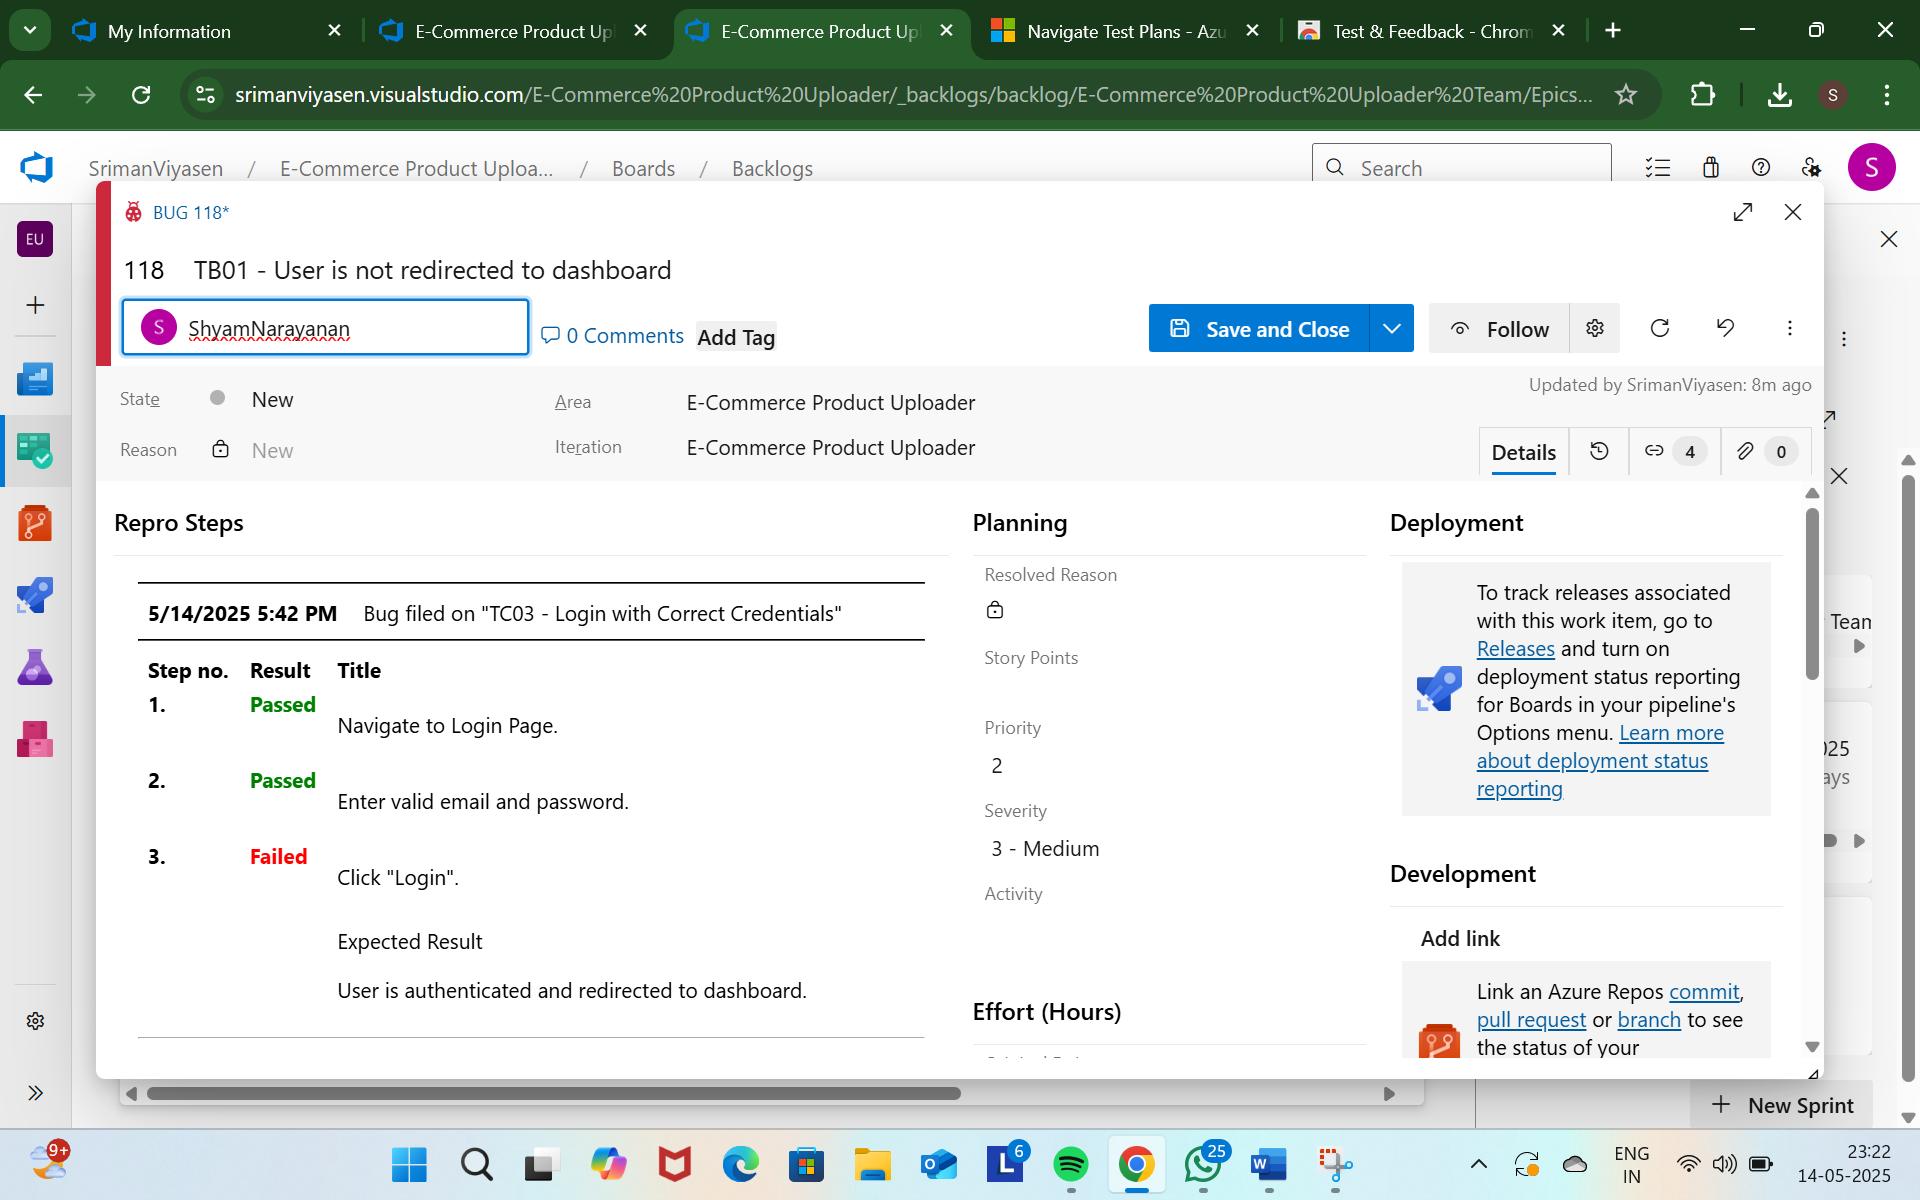 My Information
E-Commerce Product Up
E-Commerce Product Up
Navigate Test Plans - Azu
Test & Feedback - Chrom
srimanviyasen.visualstudio.com/E-Commerce%20Product%20Uploader/_backlogs/backlog/E-Commerce%20Product%20Uploader%20Team/Epics...
S
SrimanViyasen / E-Commerce Product Uploa... / Boards / Backlogs
Search
S
EU
BUG 118*
118 TB01 - User is not redirected to dashboard
S ShyamNarayanan
0 Comments
Add Tag
Save and Close
Follow
Updated by SrimanViyasen: 8m ago
State New
Area E-Commerce Product Uploader
Reason New
Iteration E-Commerce Product Uploader
Details
4
0
Repro Steps
5/14/2025 5:42 PM Bug filed on "TC03 - Login with Correct Credentials"
Step no. Result Title
1. Passed
Navigate to Login Page.
2. Passed
Enter valid email and password.
3. Failed
Click "Login".
Expected Result
User is authenticated and redirected to dashboard.
Planning
Resolved Reason
Story Points
Priority
2
Severity
3 - Medium
Activity
Effort (Hours)
Deployment
To track releases associated
with this work item, go to
Releases and turn on
deployment status reporting
for Boards in your pipeline's
Options menu. Learn more
about deployment status
reporting
Development
Add link
Link an Azure Repos commit,
pull request or branch to see
the status of your
Team
025
ays
New Sprint
9+
6
25
ENG
IN
23:22
14-05-2025